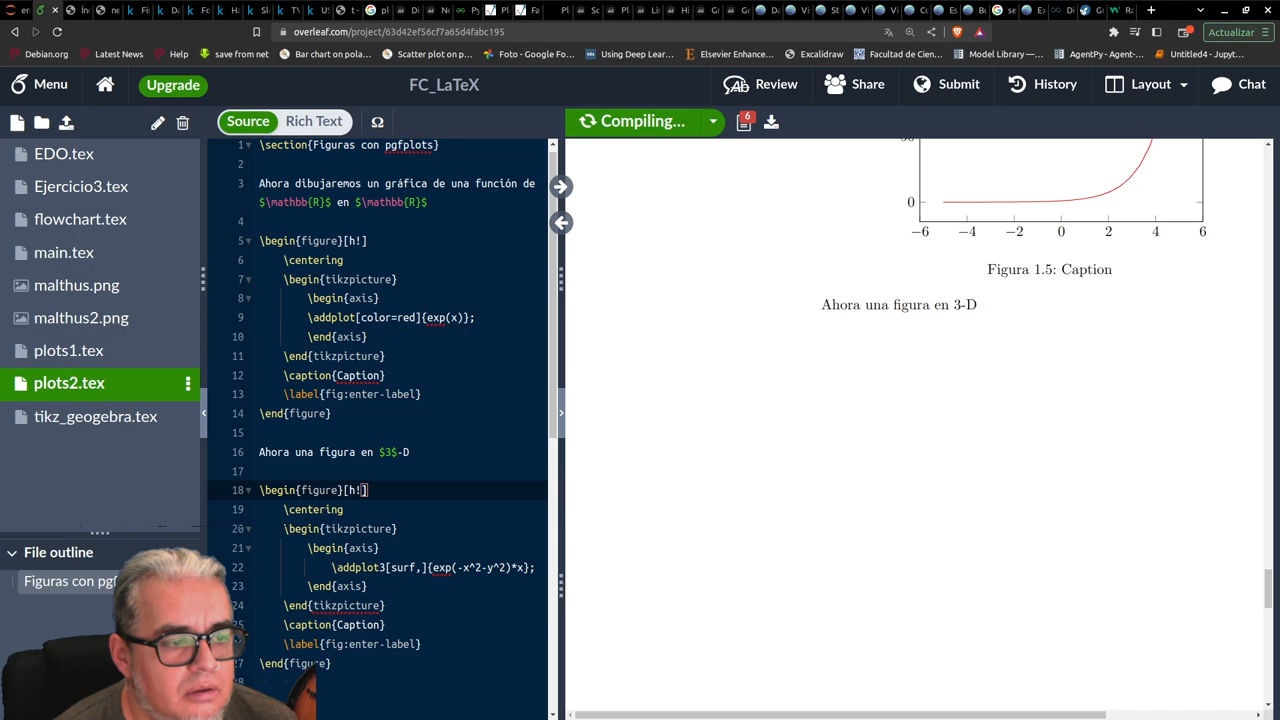 overleaf.com/project/63d42ef56cf7a65d4fabc195
Actualizar
Debian.org Latest News Help save from net Bar chart on pola... Scatter plot on p... Foto - Google Fo... Using Deep Lear... Elsevier Enhance... Excalidraw Facultad de Cienc... Model Library —... AgentPy - Agent-... Untitled4 - Jupyt...
Menu Upgrade FC_LaTeX Review Share Submit History Layout Chat
Source Rich Text Ω Compiling... 6
EDO.tex
Ejercicio3.tex
flowchart.tex
main.tex
malthus.png
malthus2.png
plots1.tex
plots2.tex
tikz_geogebra.tex
File outline
Figuras con pgf
1 \section{Figuras con pgfplots}
2
3 Ahora dibujaremos un gráfica de una función de
$\mathbb{R}$ en $\mathbb{R}$
4
5 \begin{figure}[h!]
6 \centering
7 \begin{tikzpicture}
8 \begin{axis}
9 \addplot[color=red]{exp(x)};
10 \end{axis}
11 \end{tikzpicture}
12 \caption{Caption}
13 \label{fig:enter-label}
14 \end{figure}
15
16 Ahora una figura en $3$-D
17
18 \begin{figure}[h!]
19 \centering
20 \begin{tikzpicture}
21 \begin{axis}
22 \addplot3[surf,]{exp(-x^2-y^2)*x};
23 \end{axis}
24 \end{tikzpicture}
25 \caption{Caption}
26 \label{fig:enter-label}
27 \end{figure}
28
0
−6 −4 −2 0 2 4 6
Figura 1.5: Caption
Ahora una figura en 3-D